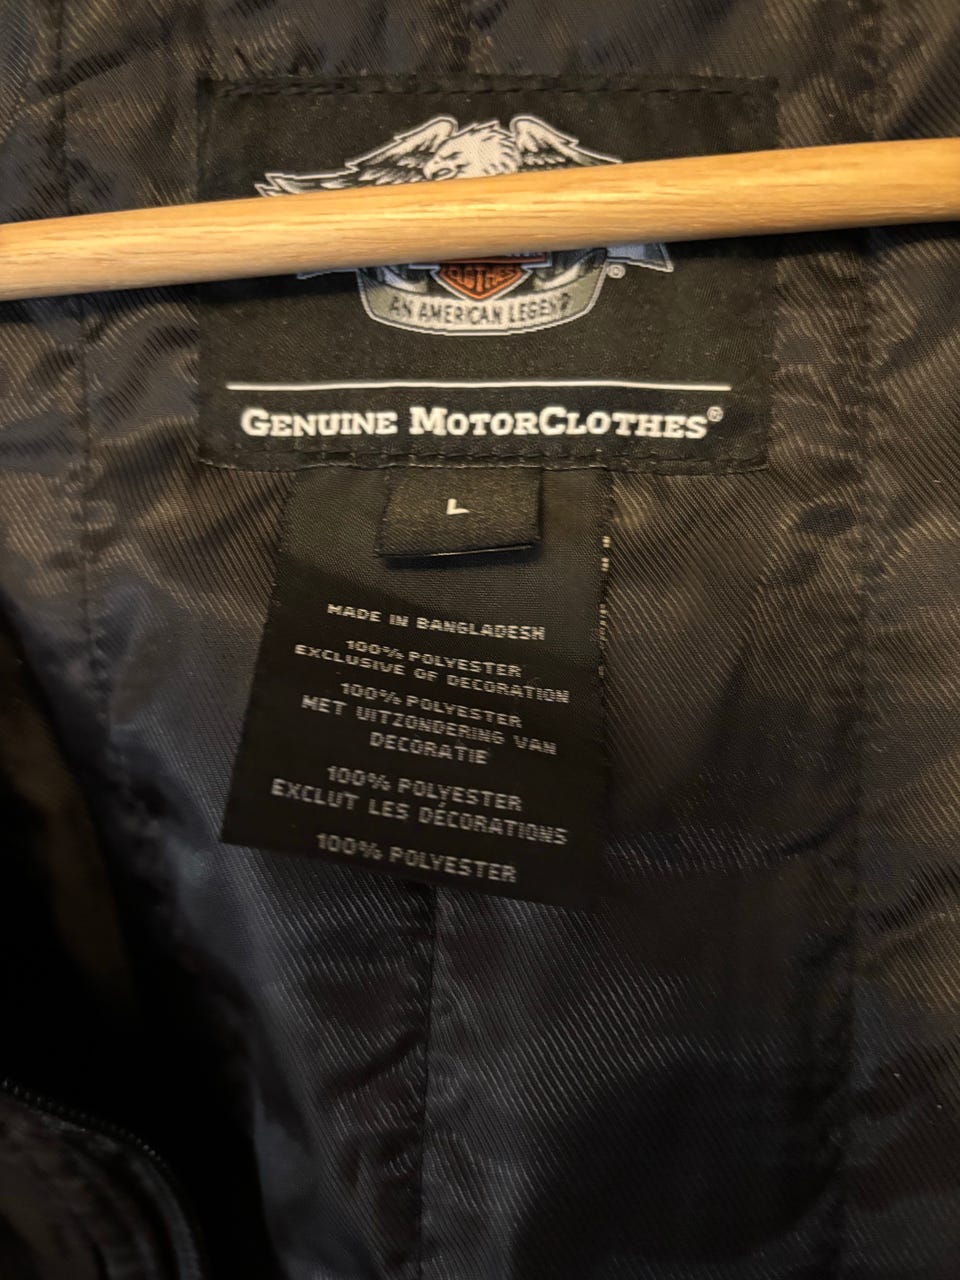 CLOTHES
®
AN AMERICAN LEGEND
GENUINE MOTORCLOTHES®
L
MADE IN BANGLADESH
100% POLYESTER
EXCLUSIVE OF DECORATION
100% POLYESTER
MET UITZONDERING VAN
DECORATIE
100% POLYESTER
EXCLUT LES DÉCORATIONS
100% POLYESTER